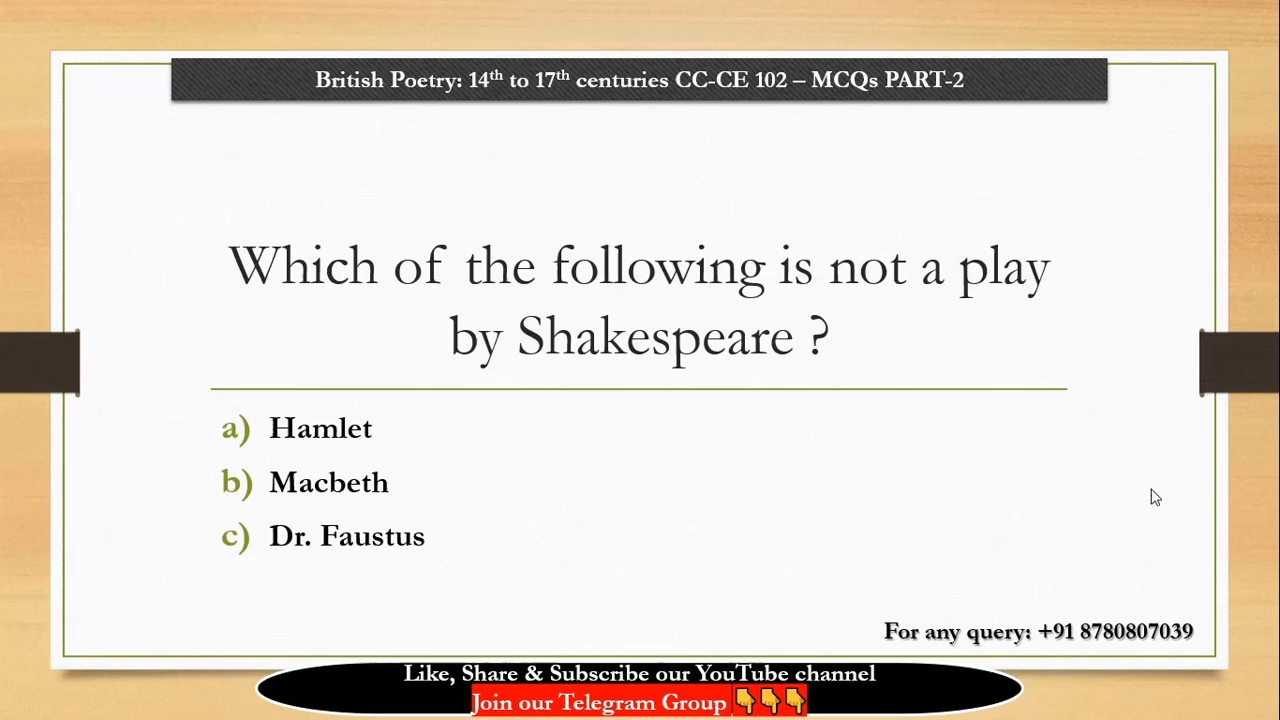 British Poetry: 14th to 17th centuries CC-CE 102 – MCQs PART-2
Which of the following is not a play
by Shakespeare ?
a) Hamlet
b) Macbeth
c) Dr. Faustus
For any query: +91 8780807039
Like, Share & Subscribe our YouTube channel
Join our Telegram Group 👇👇👇